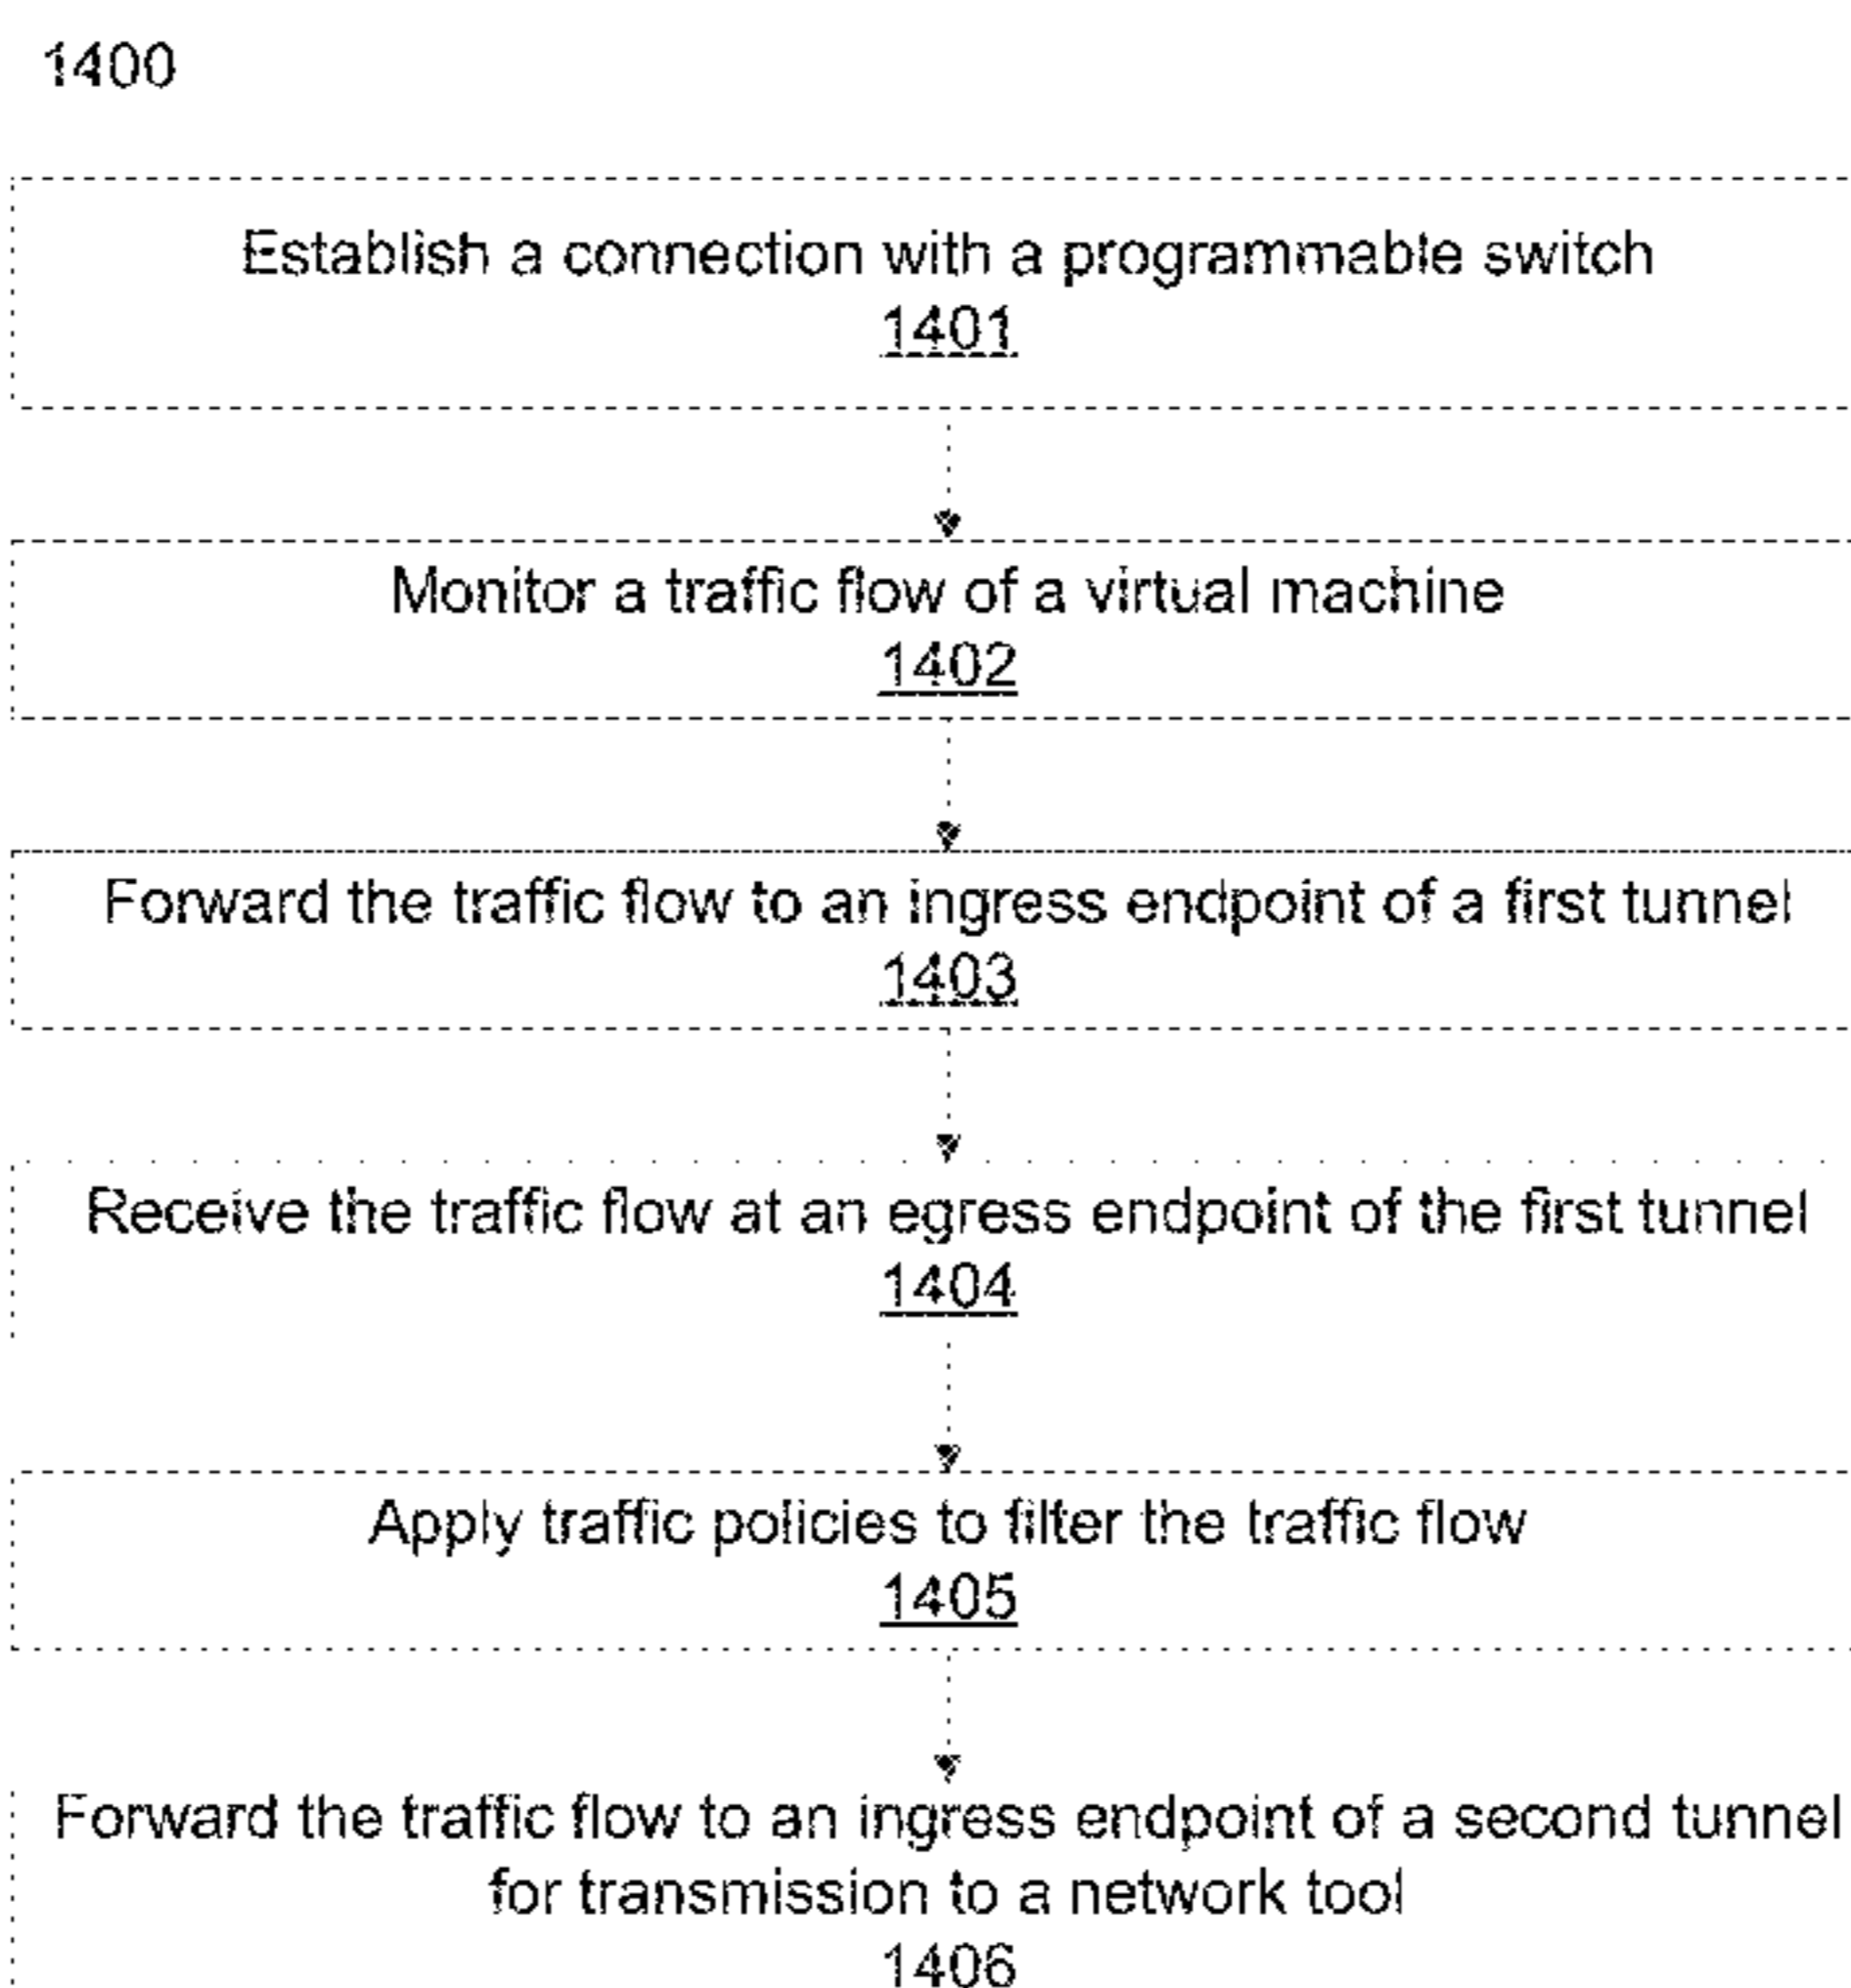 1400
Establish a connection with a programmable switch
1401
Monitor a traffic flow of a virtual machine
1402
Forward the traffic flow to an ingress endpoint of a first tunnel
1403
Receive the traffic flow at an egress endpoint of the first tunnel
1404
Apply traffic policies to filter the traffic flow
1405
Forward the traffic flow to an ingress endpoint of a second tunnel
for transmission to a network tool
1406